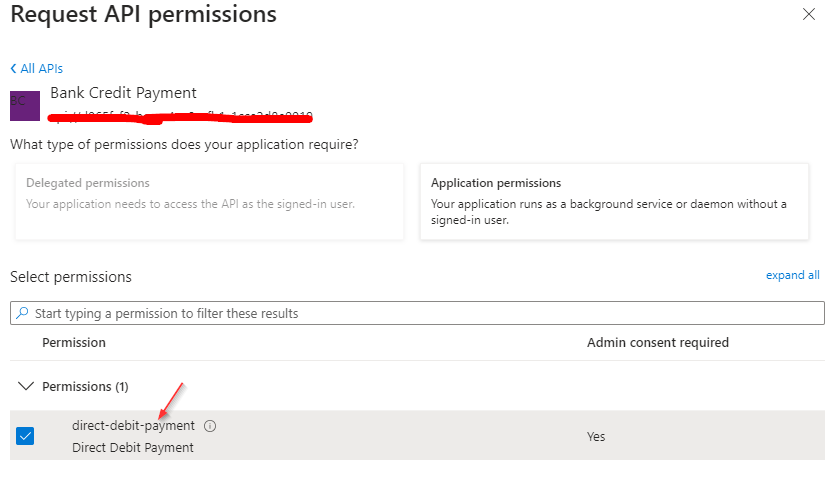 Request API permissions
All APIs
BC
Bank Credit Payment
What type of permissions does your application require?
Delegated permissions
Your application needs to access the API as the signed-in user.
Application permissions
Your application runs as a background service or daemon without a
signed-in user.
Select permissions
expand all
Start typing a permission to filter these results
Permission
Admin consent required
Permissions (1)
direct-debit-payment
Direct Debit Payment
Yes